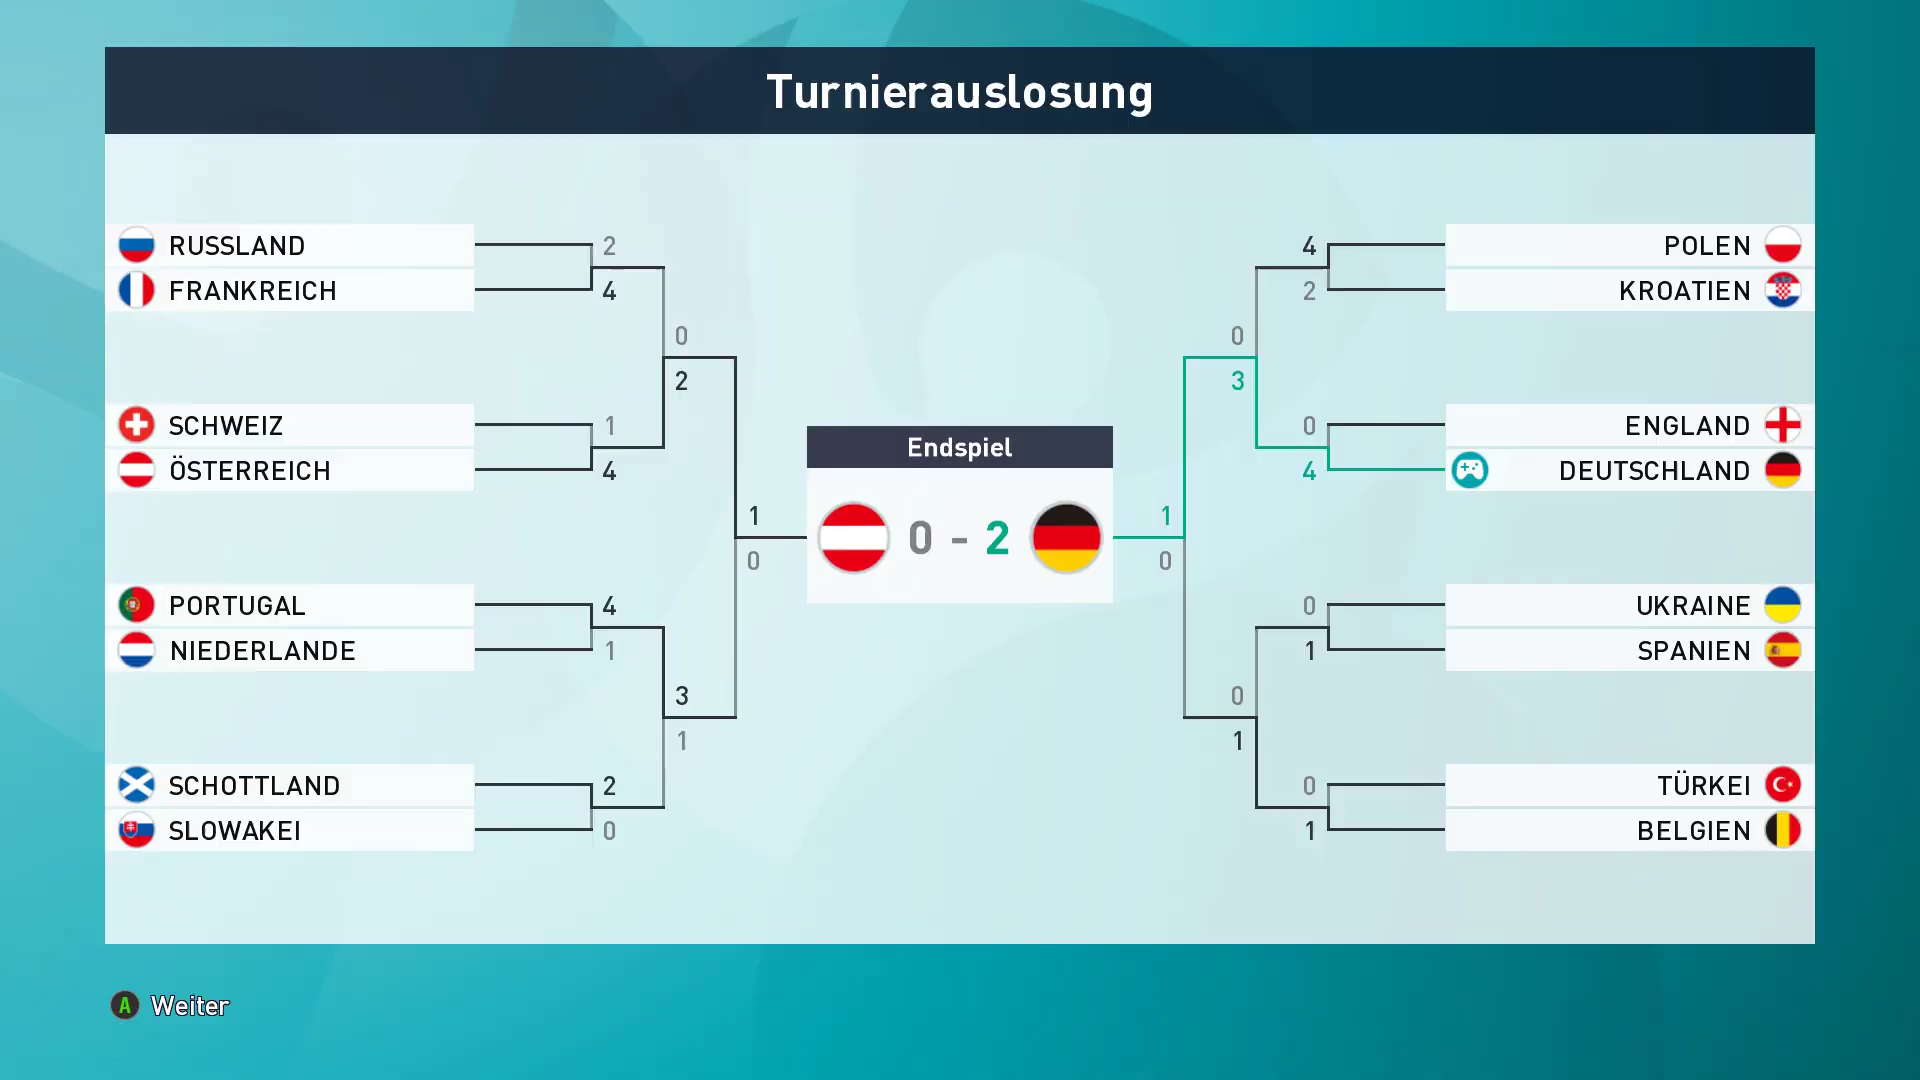 Turnierauslosung
RUSSLAND 2
FRANKREICH 4
0
2
SCHWEIZ 1
ÖSTERREICH 4
1
0
PORTUGAL 4
NIEDERLANDE 1
3
1
SCHOTTLAND 2
SLOWAKEI 0
Endspiel
0 - 2
4 POLEN
2 KROATIEN
0
3
0 ENGLAND
4 DEUTSCHLAND
1
0
0 UKRAINE
1 SPANIEN
0
1
0 TÜRKEI
1 BELGIEN
A Weiter